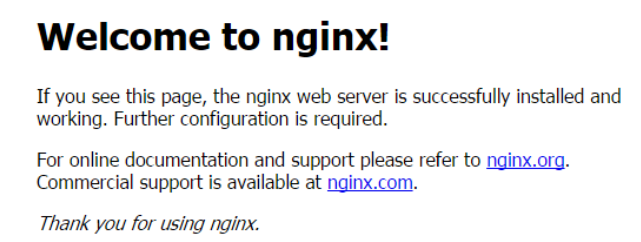 Welcome to nginx!
If you see this page, the nginx web server is successfully installed and
working. Further configuration is required.
For online documentation and support please refer to nginx.org.
Commercial support is available at nginx.com.
Thank you for using nginx.